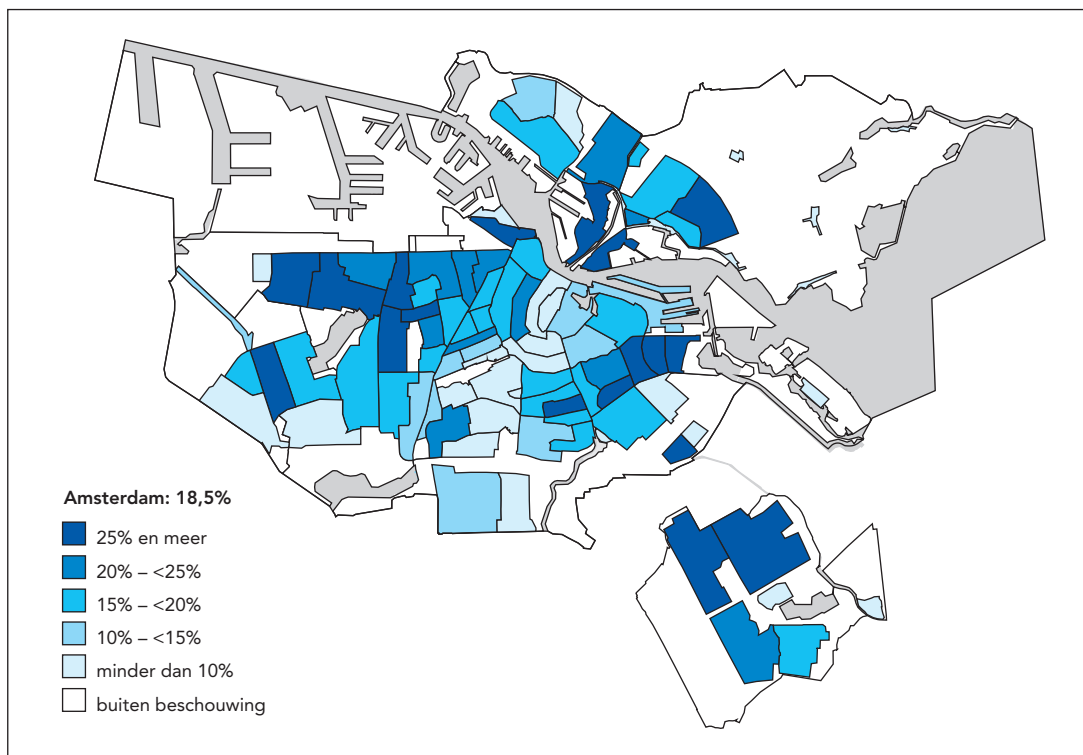 Amsterdam: 18,5%
25% en meer
20% – <25%
15% – <20%
10% – <15%
minder dan 10%
buiten beschouwing